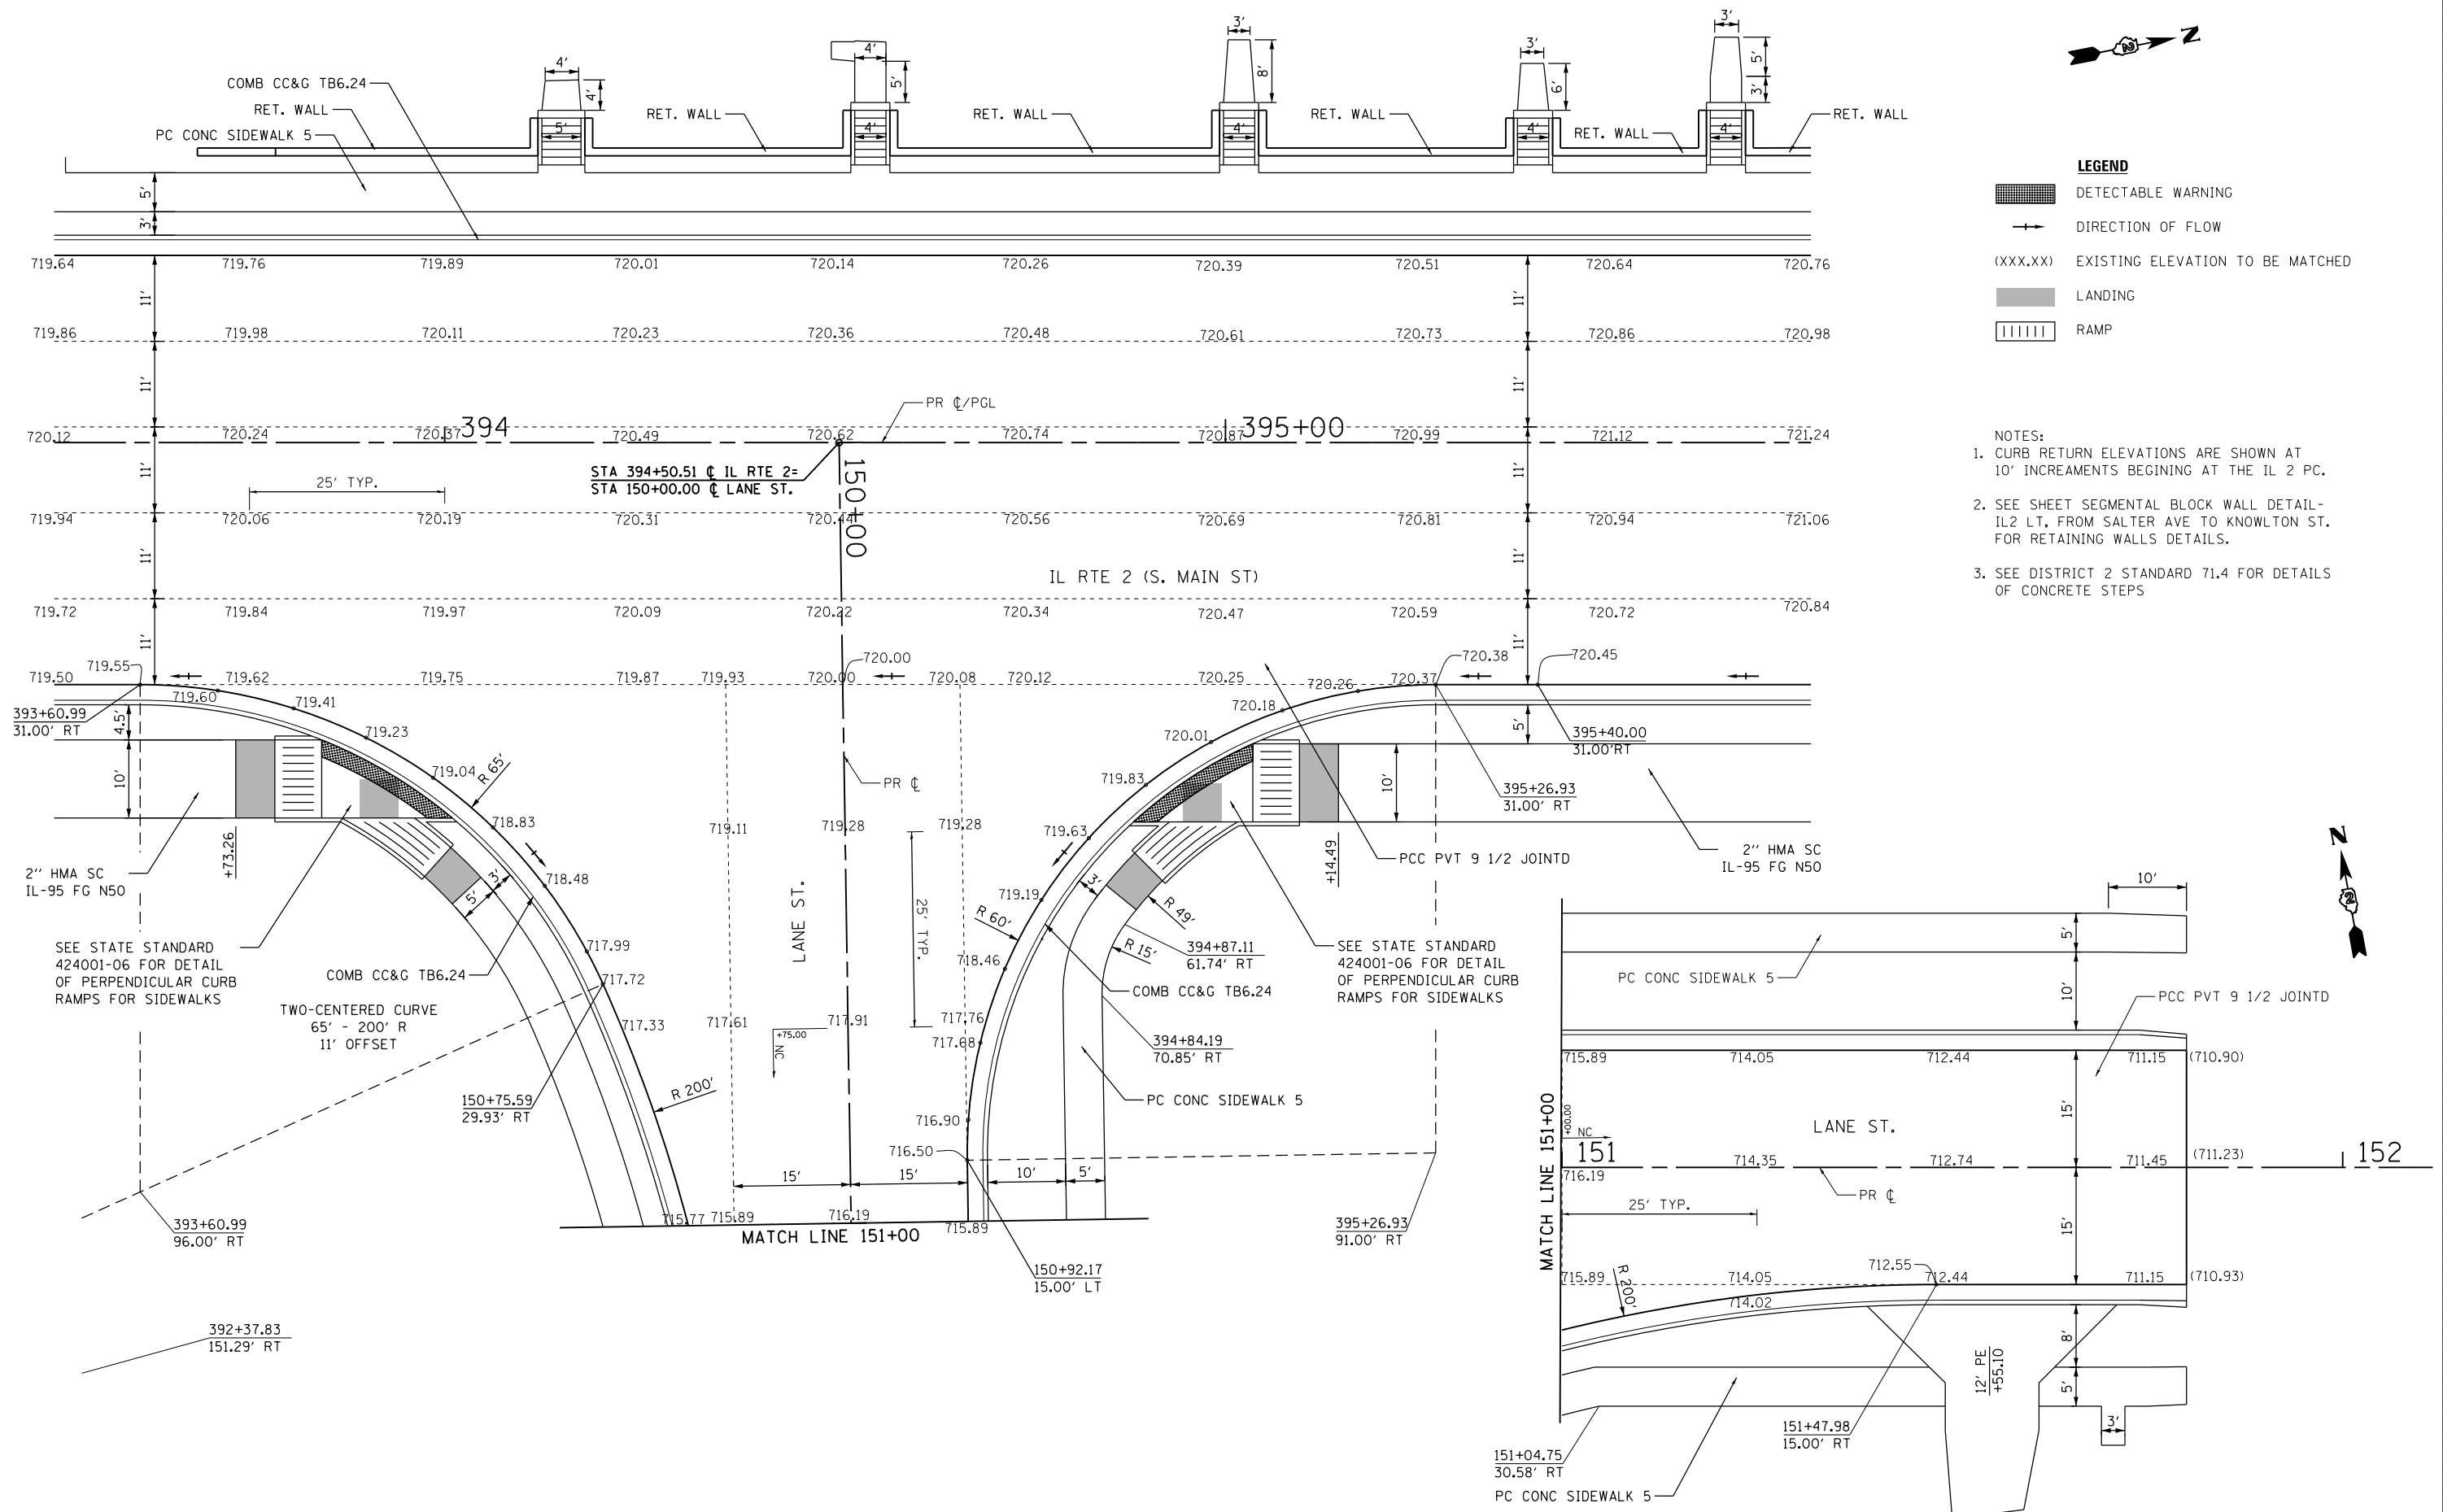 3'
3'
4'
4'
3'
5'
COMB CC&G TB6.24
4'
5'
8'
6'
3'
RET. WALL
RET. WALL
RET. WALL
RET. WALL
RET. WALL
RET. WALL
PC CONC SIDEWALK 5
5'
4'
4'
4'
4'
5'
3'
N
2
LEGEND
DETECTABLE WARNING
DIRECTION OF FLOW
(XXX.XX) EXISTING ELEVATION TO BE MATCHED
LANDING
RAMP
719.64 719.76 719.89 720.01 720.14 720.26 720.39 720.51 720.64 720.76
11' 11'
719.86 719.98 720.11 720.23 720.36 720.48 720.61 720.73 720.86 720.98
11' 11'
PR ℄/PGL
394 395+00
720.12 720.24 720.37 720.49 720.62 720.74 720.87 720.99 721.12 721.24
11' 11'
STA 394+50.51 ℄ IL RTE 2=
STA 150+00.00 ℄ LANE ST.
150+00
25' TYP.
719.94 720.06 720.19 720.31 720.44 720.56 720.69 720.81 720.94 721.06
11' 11'
IL RTE 2 (S. MAIN ST)
719.72 719.84 719.97 720.09 720.22 720.34 720.47 720.59 720.72 720.84
11' 11'
NOTES:
1. CURB RETURN ELEVATIONS ARE SHOWN AT
10' INCREAMENTS BEGINING AT THE IL 2 PC.
2. SEE SHEET SEGMENTAL BLOCK WALL DETAIL-
IL2 LT, FROM SALTER AVE TO KNOWLTON ST.
FOR RETAINING WALLS DETAILS.
3. SEE DISTRICT 2 STANDARD 71.4 FOR DETAILS
OF CONCRETE STEPS
719.55 720.00 720.38 720.45
719.50 719.62 719.75 719.87 719.93 720.00 720.08 720.12 720.25 720.37
719.60
719.41
719.23
719.04
718.83
718.48
717.99
717.72
717.33
720.26
720.18
720.01
719.83
719.63
719.19
718.46
717.68
716.90
716.50
393+60.99
31.00' RT
4.5'
10'
+73.26
R 65'
PR ℄
5'
10'
+14.49
395+40.00
31.00'RT
395+26.93
31.00' RT
2" HMA SC
IL-95 FG N50
2" HMA SC
IL-95 FG N50
PCC PVT 9 1/2 JOINTD
719.11 719.28 719.28
LANE ST.
25' TYP.
3'
5'
3'
R 60'
R 49'
R 15'
394+87.11
61.74' RT
SEE STATE STANDARD
424001-06 FOR DETAIL
OF PERPENDICULAR CURB
RAMPS FOR SIDEWALKS
SEE STATE STANDARD
424001-06 FOR DETAIL
OF PERPENDICULAR CURB
RAMPS FOR SIDEWALKS
COMB CC&G TB6.24
COMB CC&G TB6.24
TWO-CENTERED CURVE
65' - 200' R
11' OFFSET
717.61 717.91 717.76
+75.00
NC
394+84.19
70.85' RT
PC CONC SIDEWALK 5
150+75.59
29.93' RT
R 200'
15' 15' 10' 5'
715.77 715.89 716.19 715.89
MATCH LINE 151+00
393+60.99
96.00' RT
395+26.93
91.00' RT
150+92.17
15.00' LT
392+37.83
151.29' RT
N
2
10'
5'
PC CONC SIDEWALK 5
10'
PCC PVT 9 1/2 JOINTD
715.89 714.05 712.44 711.15 (710.90)
15'
LANE ST.
MATCH LINE 151+00
+00.00
NC
151 152
716.19 714.35 712.74 711.45 (711.23)
PR ℄
25' TYP.
15'
712.55
715.89 714.05 712.44 711.15 (710.93)
R 200'
714.02
8'
12' PE
+55.10
5'
3'
151+47.98
15.00' RT
151+04.75
30.58' RT
PC CONC SIDEWALK 5